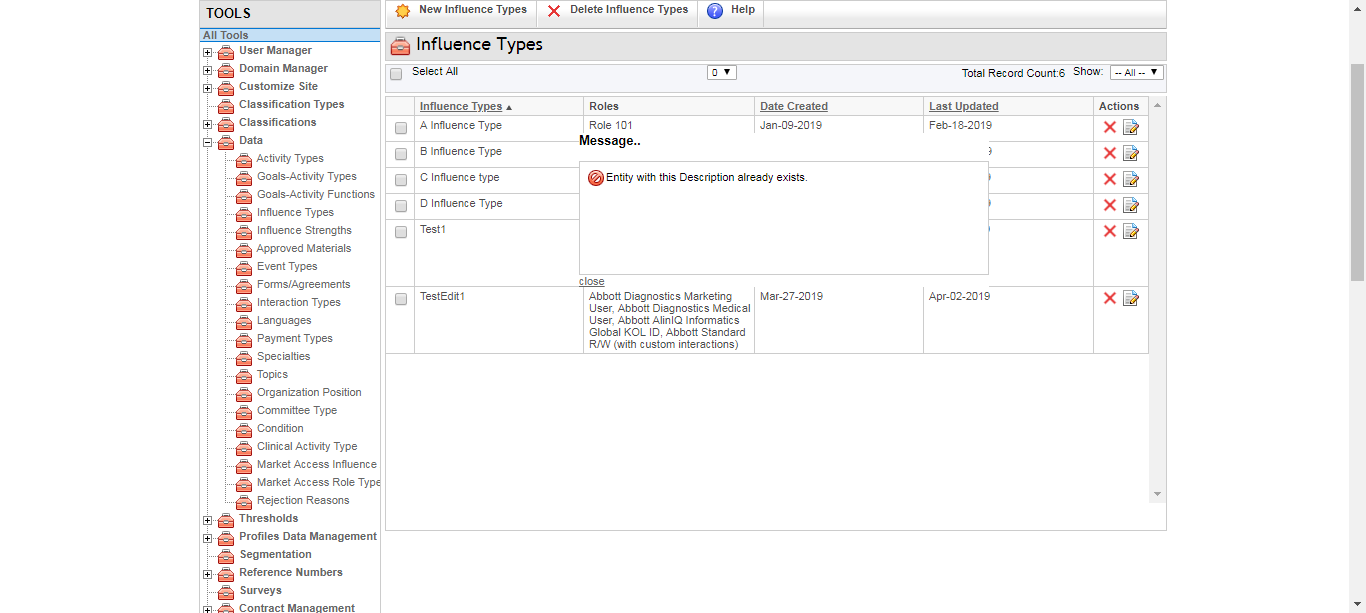 TOOLS
All Tools
User Manager
Domain Manager
Customize Site
Classification Types
Classifications
Data
Activity Types
Goals-Activity Types
Goals-Activity Functions
Influence Types
Influence Strengths
Approved Materials
Event Types
Forms/Agreements
Interaction Types
Languages
Payment Types
Specialties
Topics
Organization Position
Committee Type
Condition
Clinical Activity Type
Market Access Influence
Market Access Role Type
Rejection Reasons
Thresholds
Profiles Data Management
Segmentation
Reference Numbers
Surveys
Contract Management
New Influence Types Delete Influence Types Help
Influence Types
Select All 0 Total Record Count:6 Show: -- All --
Influence Types Roles Date Created Last Updated Actions
A Influence Type Role 101 Jan-09-2019 Feb-18-2019
B Influence Type
C Influence type
D Influence Type
Test1
Message..
Entity with this Description already exists.
close
TestEdit1 Abbott Diagnostics Marketing Mar-27-2019 Apr-02-2019
User, Abbott Diagnostics Medical
User, Abbott AlinIQ Informatics
Global KOL ID, Abbott Standard
R/W (with custom interactions)